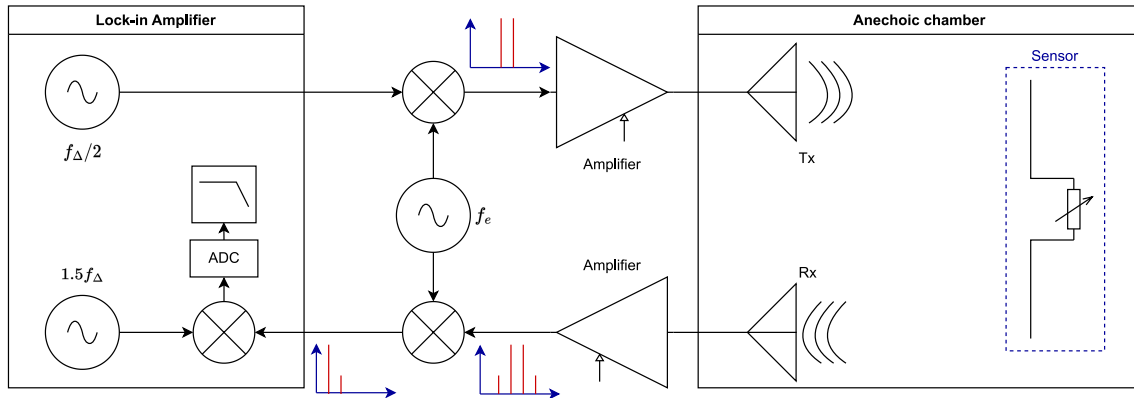 Lock-in Amplifier
Anechoic chamber
Sensor
f_Δ/2
Amplifier
Tx
f_e
ADC
1.5f_Δ
Amplifier
Rx